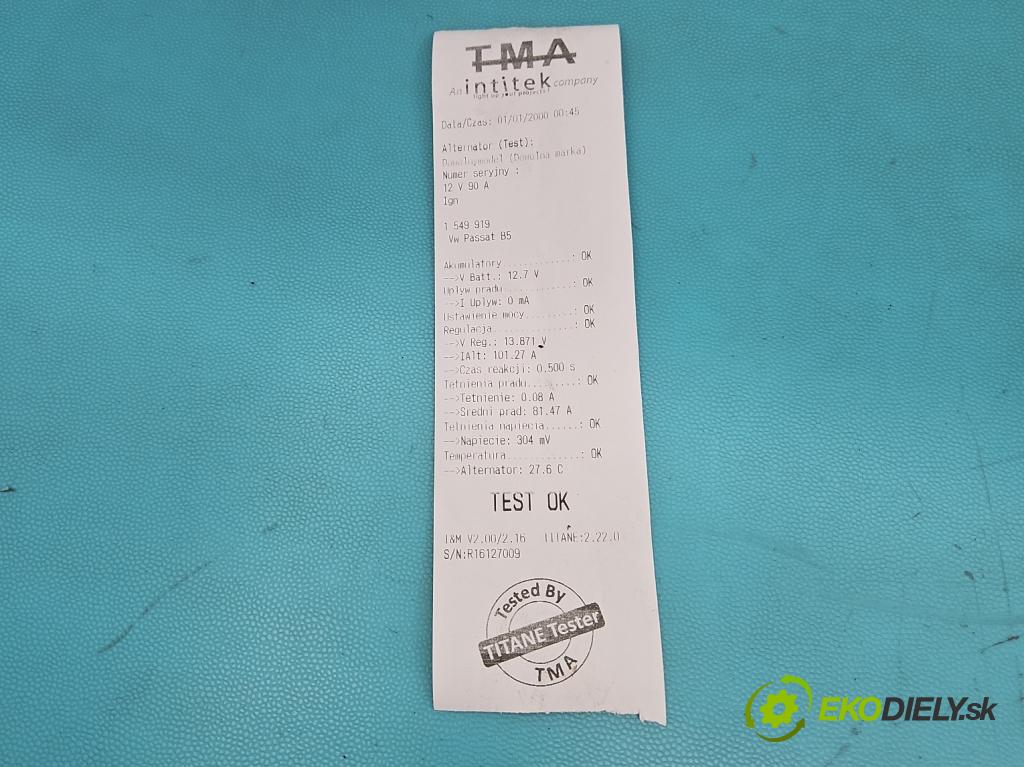 TMA
An intitek company
light up your projects!
Data/Czas: 01/01/2000 00:45
Alternator (Test):
Dowolnymodel (Dowolna marka)
Numer seryjny :
12 V 90 A
Ign
1 549 919
Vw Passat B5
Akumulatory............: OK
-->V Batt.: 12.7 V
Uplyw pradu............: OK
-->I Uplyw: 0 mA
Ustawienie mocy........: OK
Regulacja..............: OK
-->V Reg.: 13.871 V
-->IAlt: 101.27 A
-->Czas reakcji: 0.500 s
Tetnienia pradu........: OK
-->Tetnienie: 0.08 A
-->Sredni prad: 81.47 A
Tetnienia napiecia.....: OK
-->Napiecie: 304 mV
Temperatura............: OK
-->Alternator: 27.6 C
TEST OK
I&M V2.00/2.16 TITANE:2.22.0
S/N:R16127009
Tested By
TITANE Tester
TMA
EKODIELY.sk